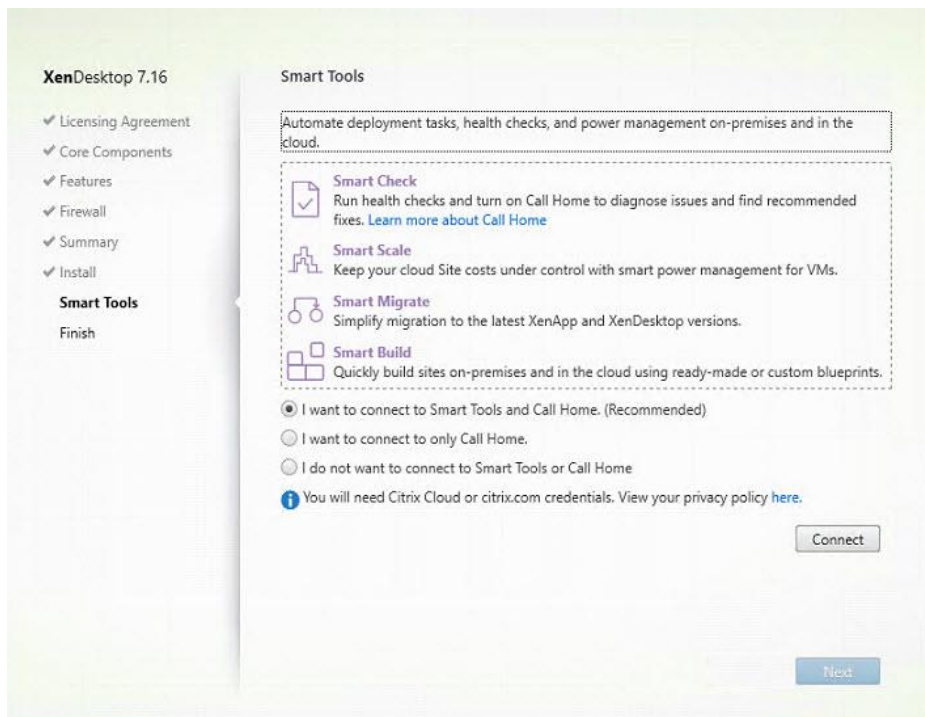 XenDesktop 7.16
Licensing Agreement
Core Components
Features
Firewall
Summary
Install
Smart Tools
Finish
Smart Tools
Automate deployment tasks, health checks, and power management on-premises and in the
cloud.
Smart Check
Run health checks and turn on Call Home to diagnose issues and find recommended
fixes. Learn more about Call Home
Smart Scale
Keep your cloud Site costs under control with smart power management for VMs.
Smart Migrate
Simplify migration to the latest XenApp and XenDesktop versions.
Smart Build
Quickly build sites on-premises and in the cloud using ready-made or custom blueprints.
I want to connect to Smart Tools and Call Home. (Recommended)
I want to connect to only Call Home.
I do not want to connect to Smart Tools or Call Home
You will need Citrix Cloud or citrix.com credentials. View your privacy policy here.
Connect
Next